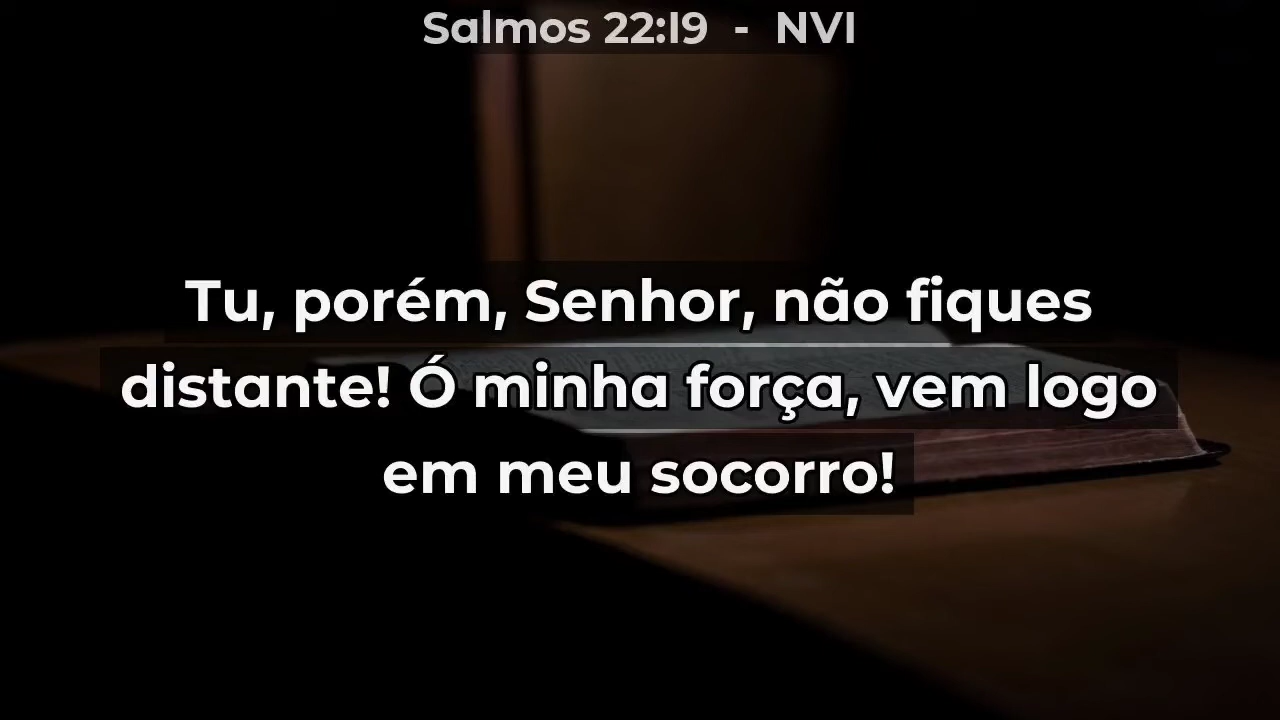 Salmos 22:19 - NVI
Tu, porém, Senhor, não fiques
distante! Ó minha força, vem logo
em meu socorro!